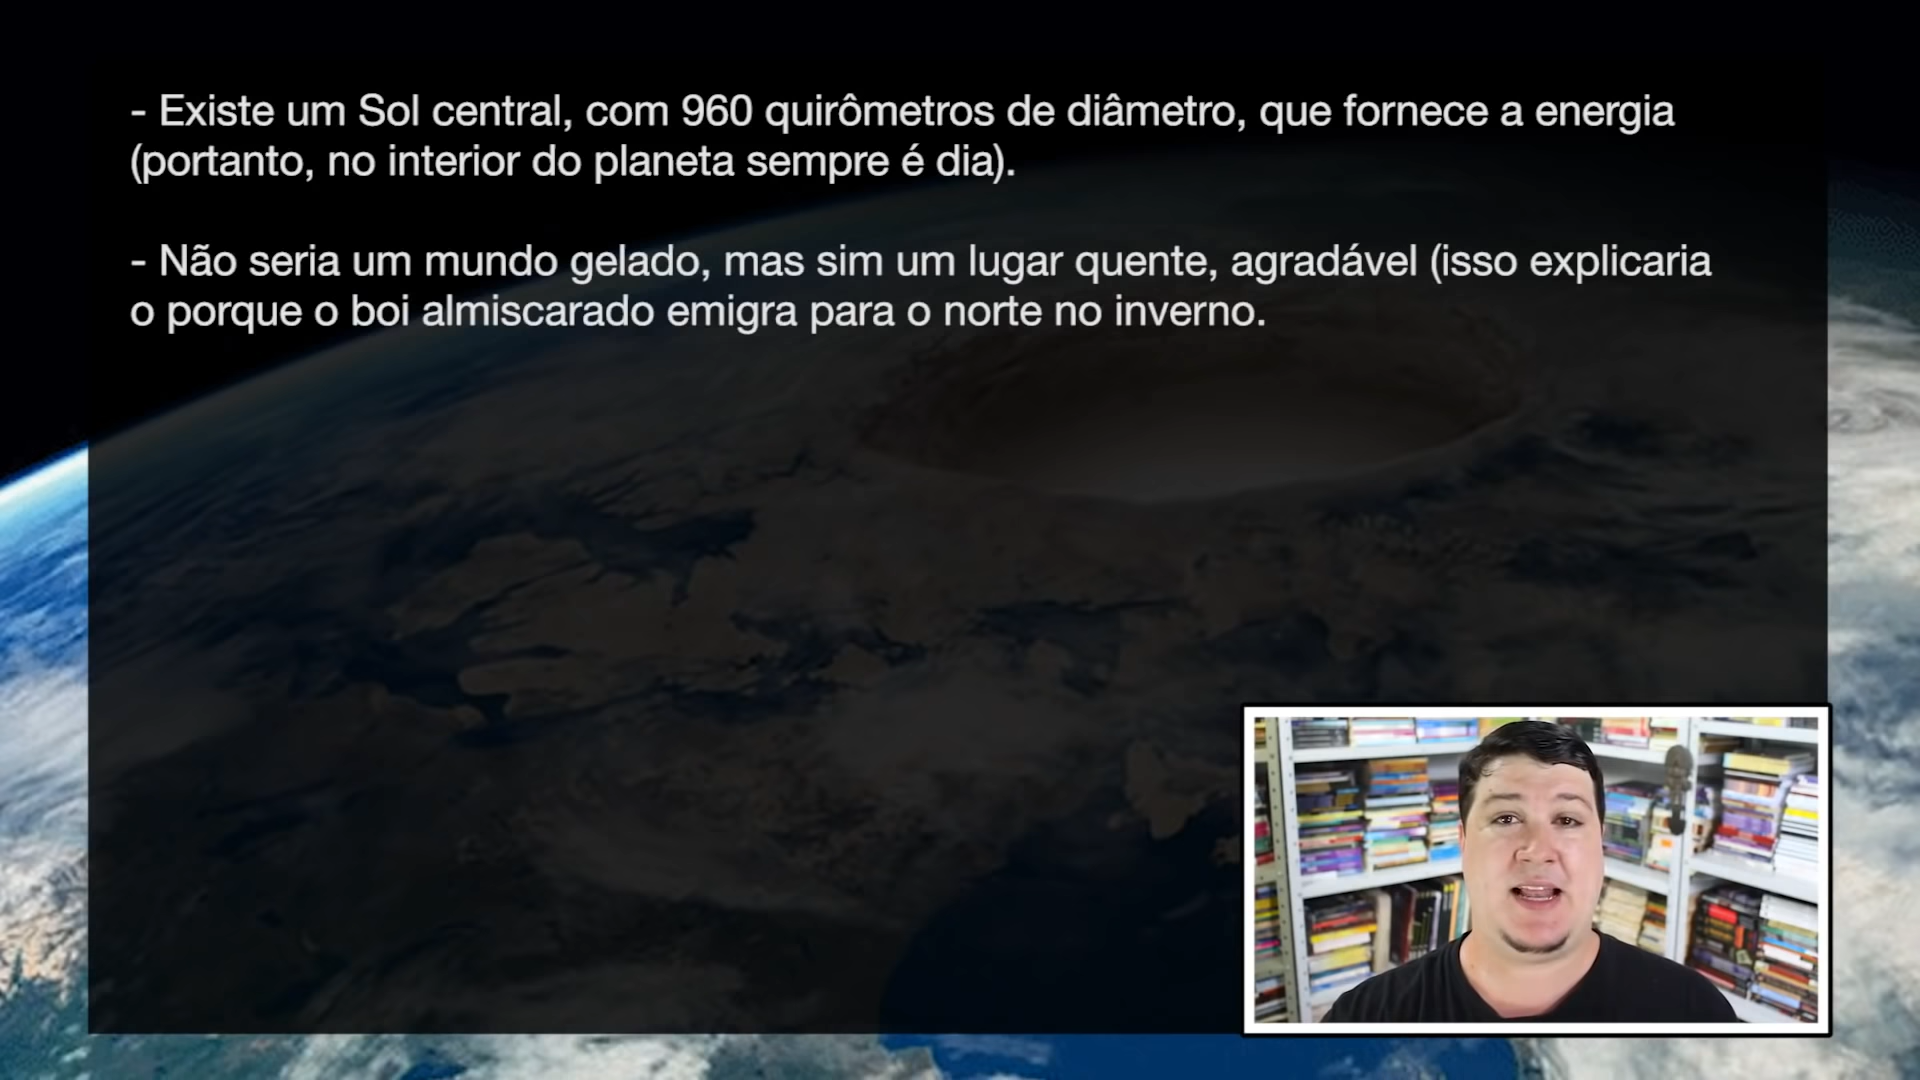 - Existe um Sol central, com 960 quirômetros de diâmetro, que fornece a energia
(portanto, no interior do planeta sempre é dia).
- Não seria um mundo gelado, mas sim um lugar quente, agradável (isso explicaria
o porque o boi almiscarado emigra para o norte no inverno.